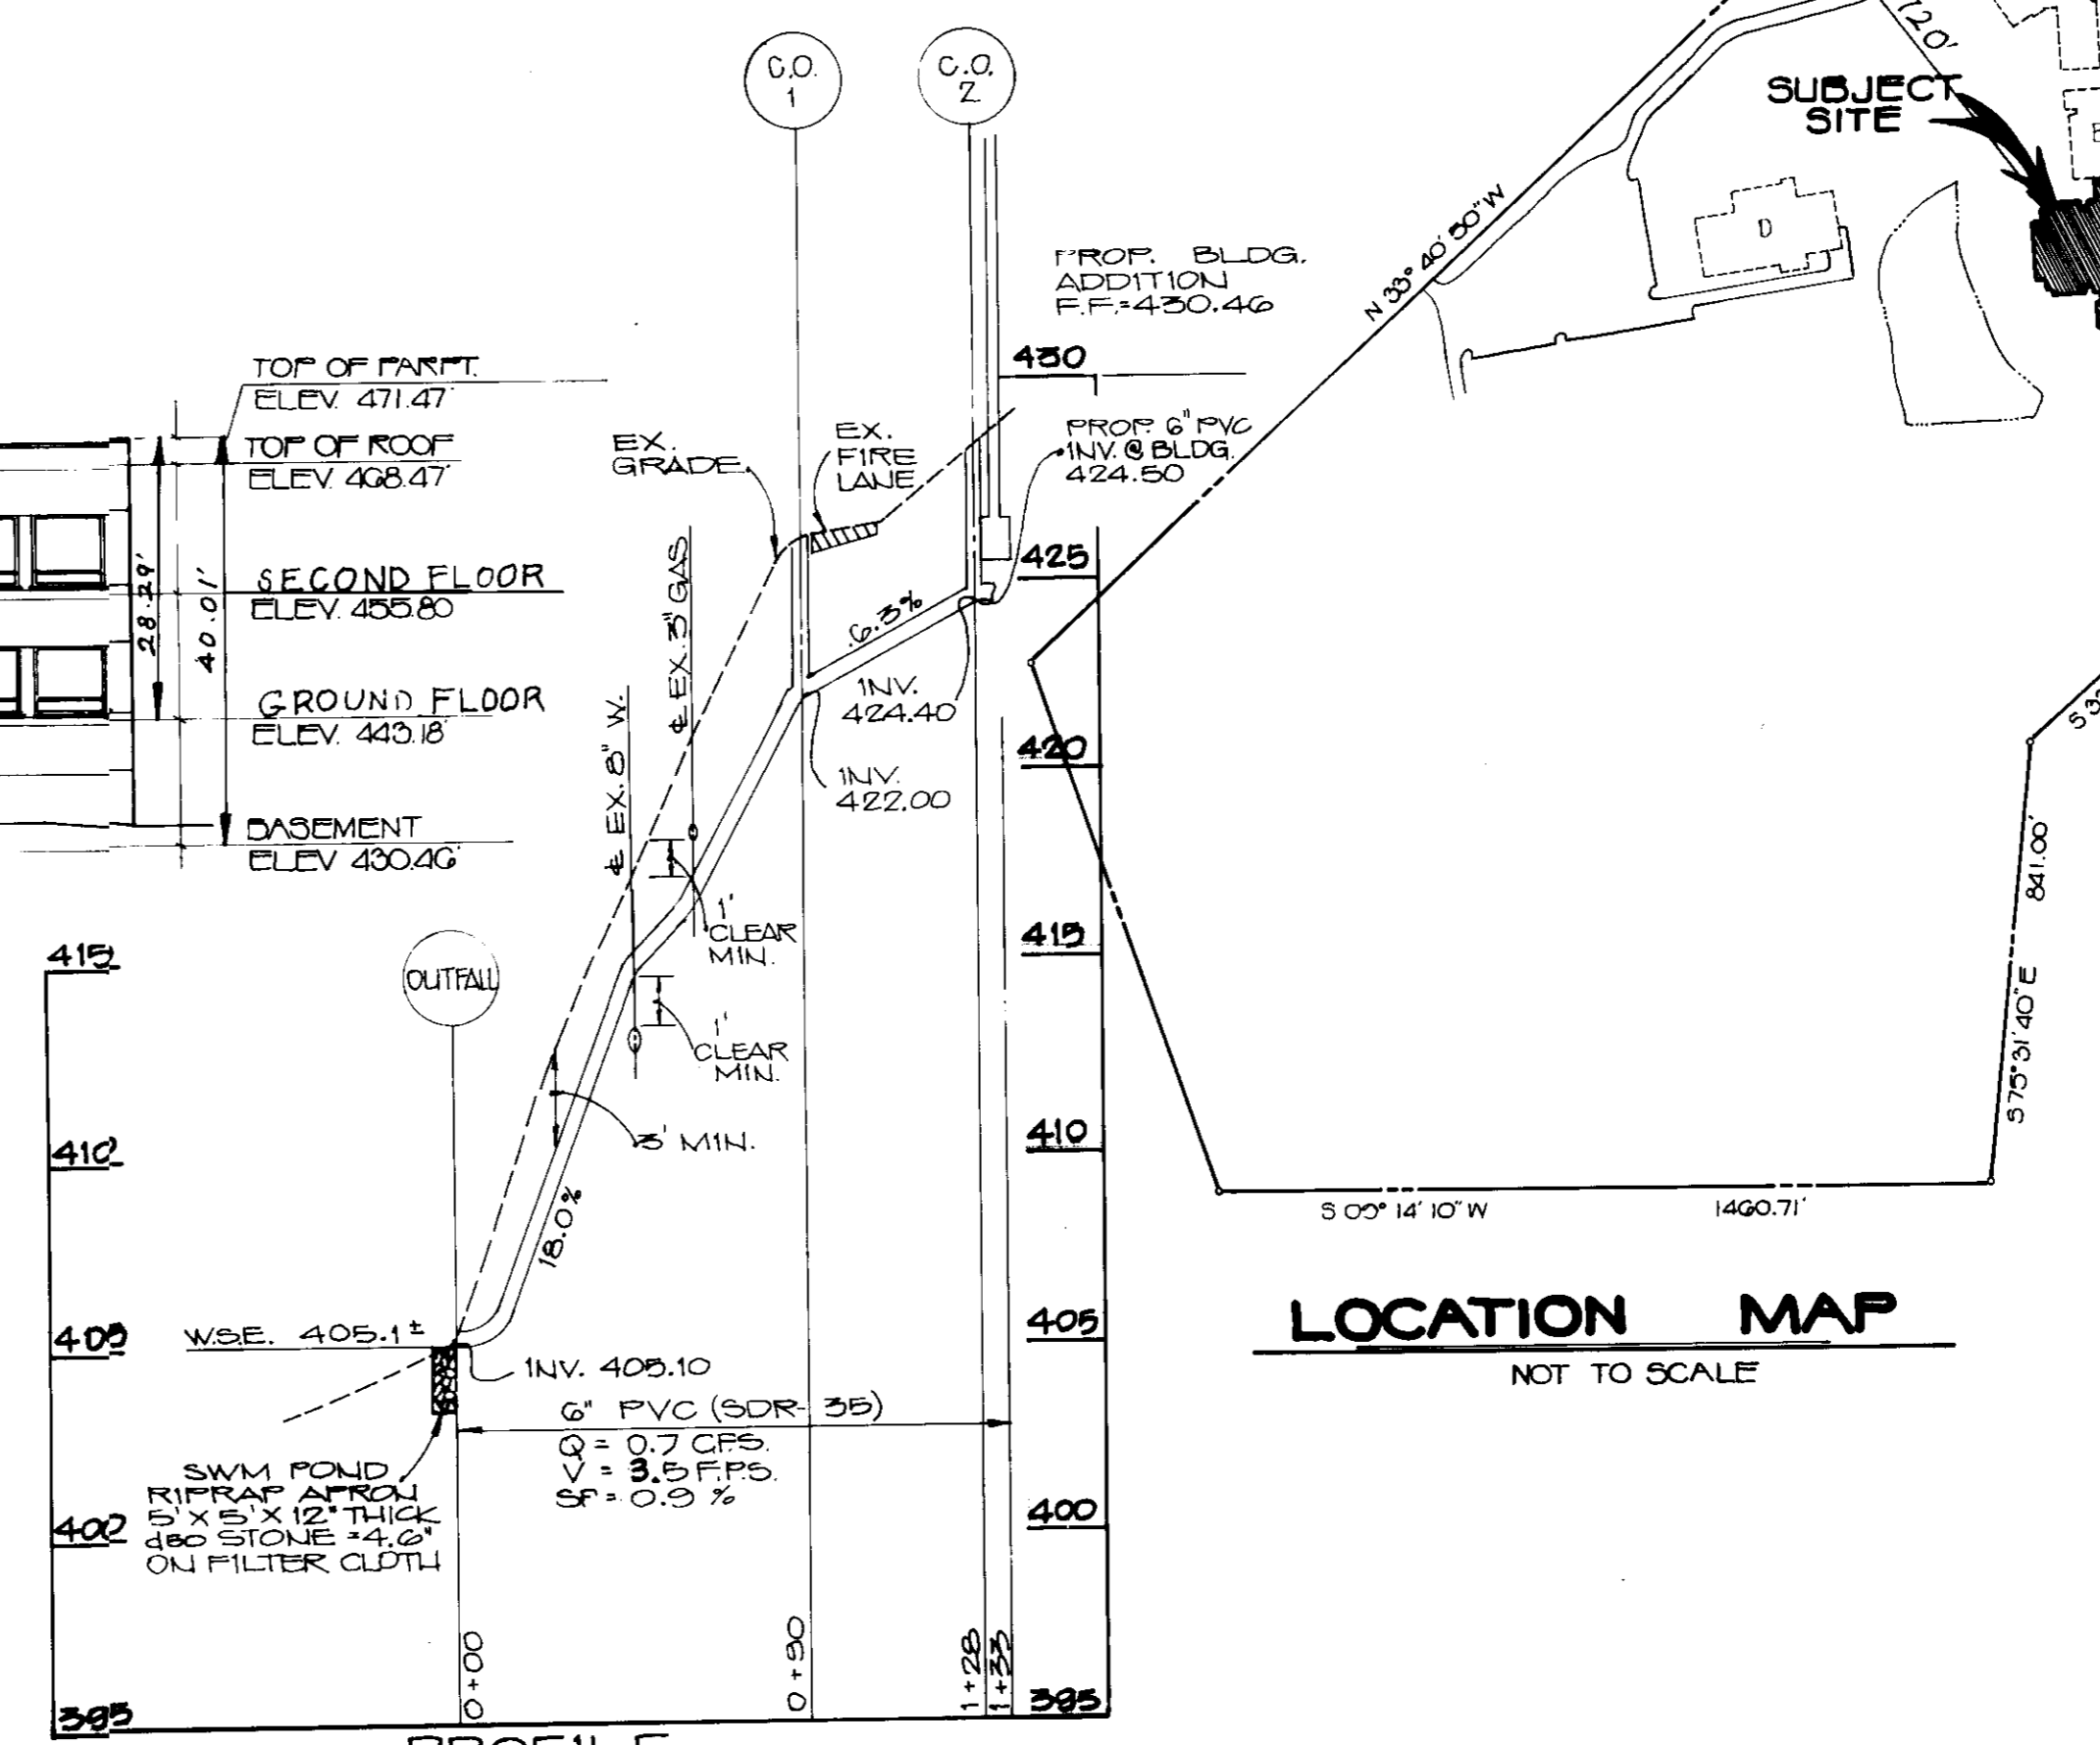 C.O.
1
C.O.
2
720'
SUBJECT
SITE
D
N 33° 40' 50" W
PROP. BLDG.
ADDITION
F.F.=430.46
430
TOP OF PARPT.
ELEV. 471.47'
TOP OF ROOF
ELEV. 468.47'
EX.
GRADE
EX.
FIRE
LANE
PROP. 6" PVC
INV. @ BLDG.
424.50
425
28.29'
40.01'
SECOND FLOOR
ELEV. 455.80
℄ EX. 3" GAS
6.3%
INV.
424.40
GROUND FLOOR
ELEV. 443.18'
℄ EX. 8" W.
420
INV.
422.00
BASEMENT
ELEV 430.46'
1'
CLEAR
MIN.
415
415
OUTFALL
1'
CLEAR
MIN.
841.00'
S 75° 31' 40" E
410
410
3' MIN.
18.0%
S 09° 14' 10" W
1460.71'
LOCATION MAP
NOT TO SCALE
405
W.S.E. 405.1±
405
INV. 405.10
6" PVC (SDR-35)
Q = 0.7 CFS.
V = 3.5 F.P.S.
SF = 0.9 %
SWM POND
RIPRAP APRON
5' X 5' X 12" THICK
d50 STONE = 4.6"
ON FILTER CLOTH
400
400
0+00
0+90
1+28
1+33
395
395
PROFILE